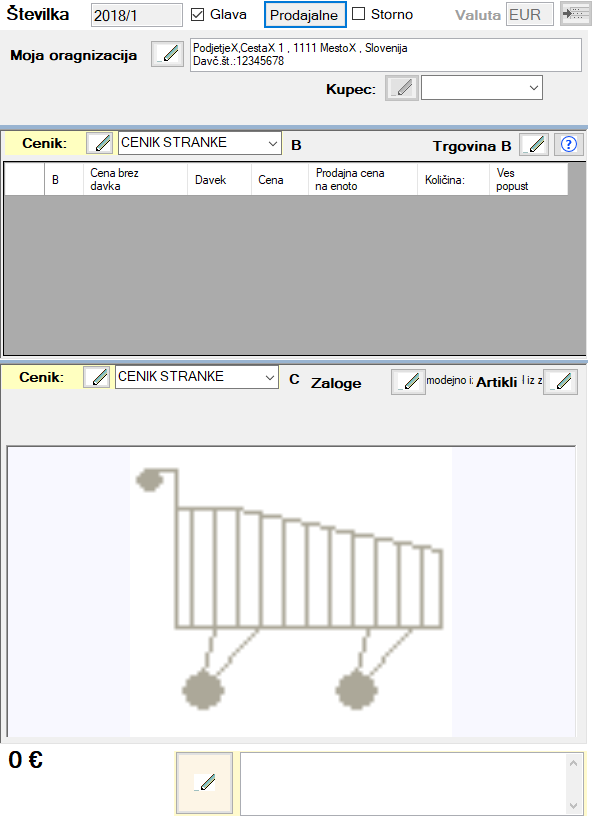 Številka 2018/1 Glava Prodajalne Storno Valuta EUR
Moja oragnizacija PodjetjeX,CestaX 1 , 1111 MestoX , Slovenija
Davč.št.:12345678
Kupec:
Cenik: CENIK STRANKE B Trgovina B ?
B Cena brez davka Davek Cena Prodajna cena na enoto Količina: Ves popust
Cenik: CENIK STRANKE C Zaloge modejno i: Artikli l iz z
0 €